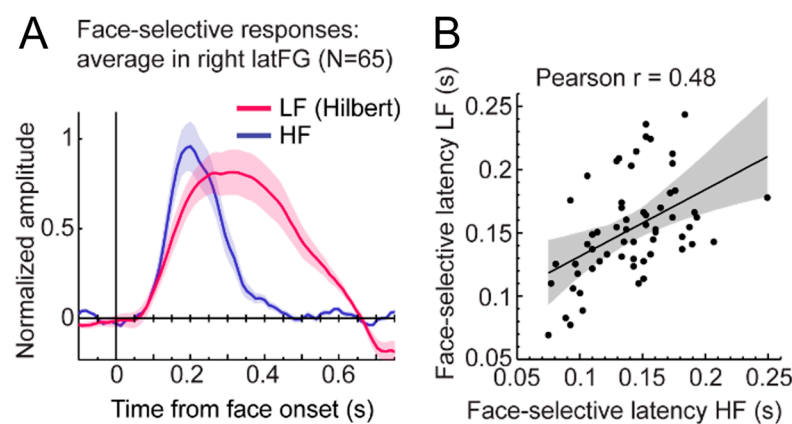 A
Face-selective responses:
average in right latFG (N=65)
LF (Hilbert)
HF
Normalized amplitude
1
0.5
0
0
0.2
0.4
0.6
Time from face onset (s)
B
Pearson r = 0.48
Face-selective latency LF (s)
0.25
0.2
0.15
0.1
0.05
0.05
0.1
0.15
0.2
0.25
Face-selective latency HF (s)